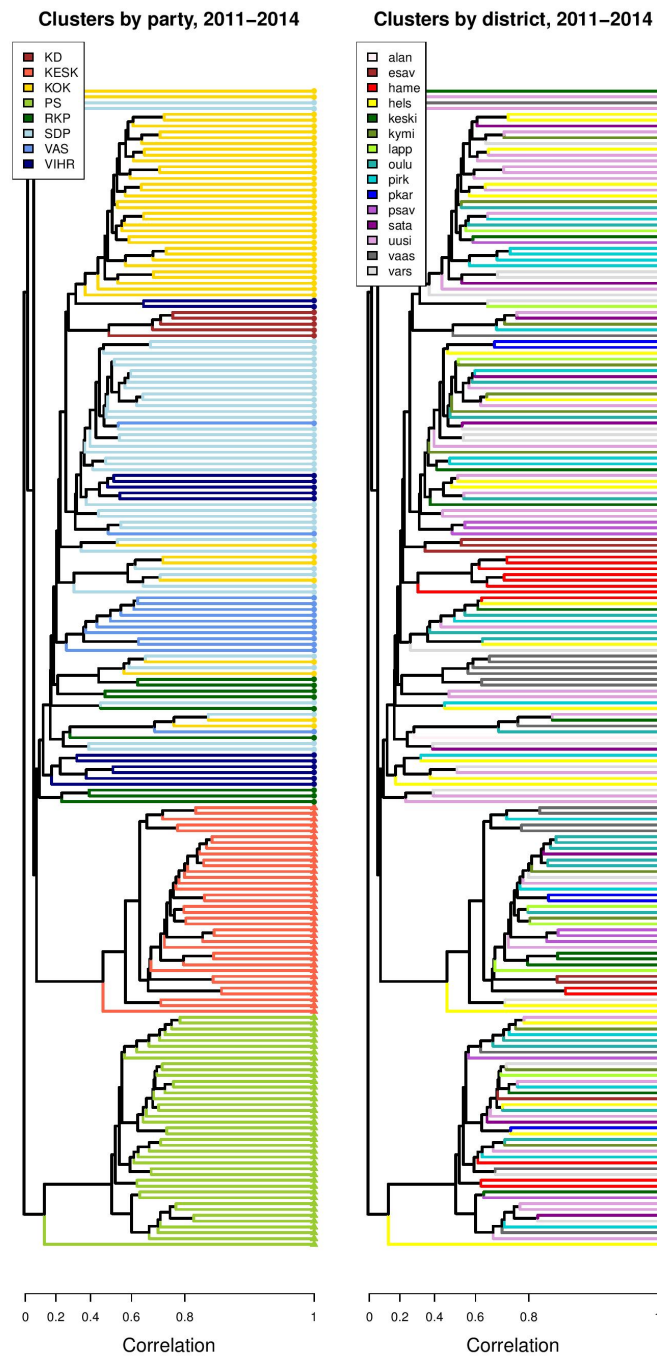 Clusters by party, 2011−2014
KD
KESK
KOK
PS
RKP
SDP
VAS
VIHR
0 0.2 0.4 0.6 0.8 1
Correlation
Clusters by district, 2011−2014
alan
esav
hame
hels
keski
kymi
lapp
oulu
pirk
pkar
psav
sata
uusi
vaas
vars
0 0.2 0.4 0.6 0.8
Correlation